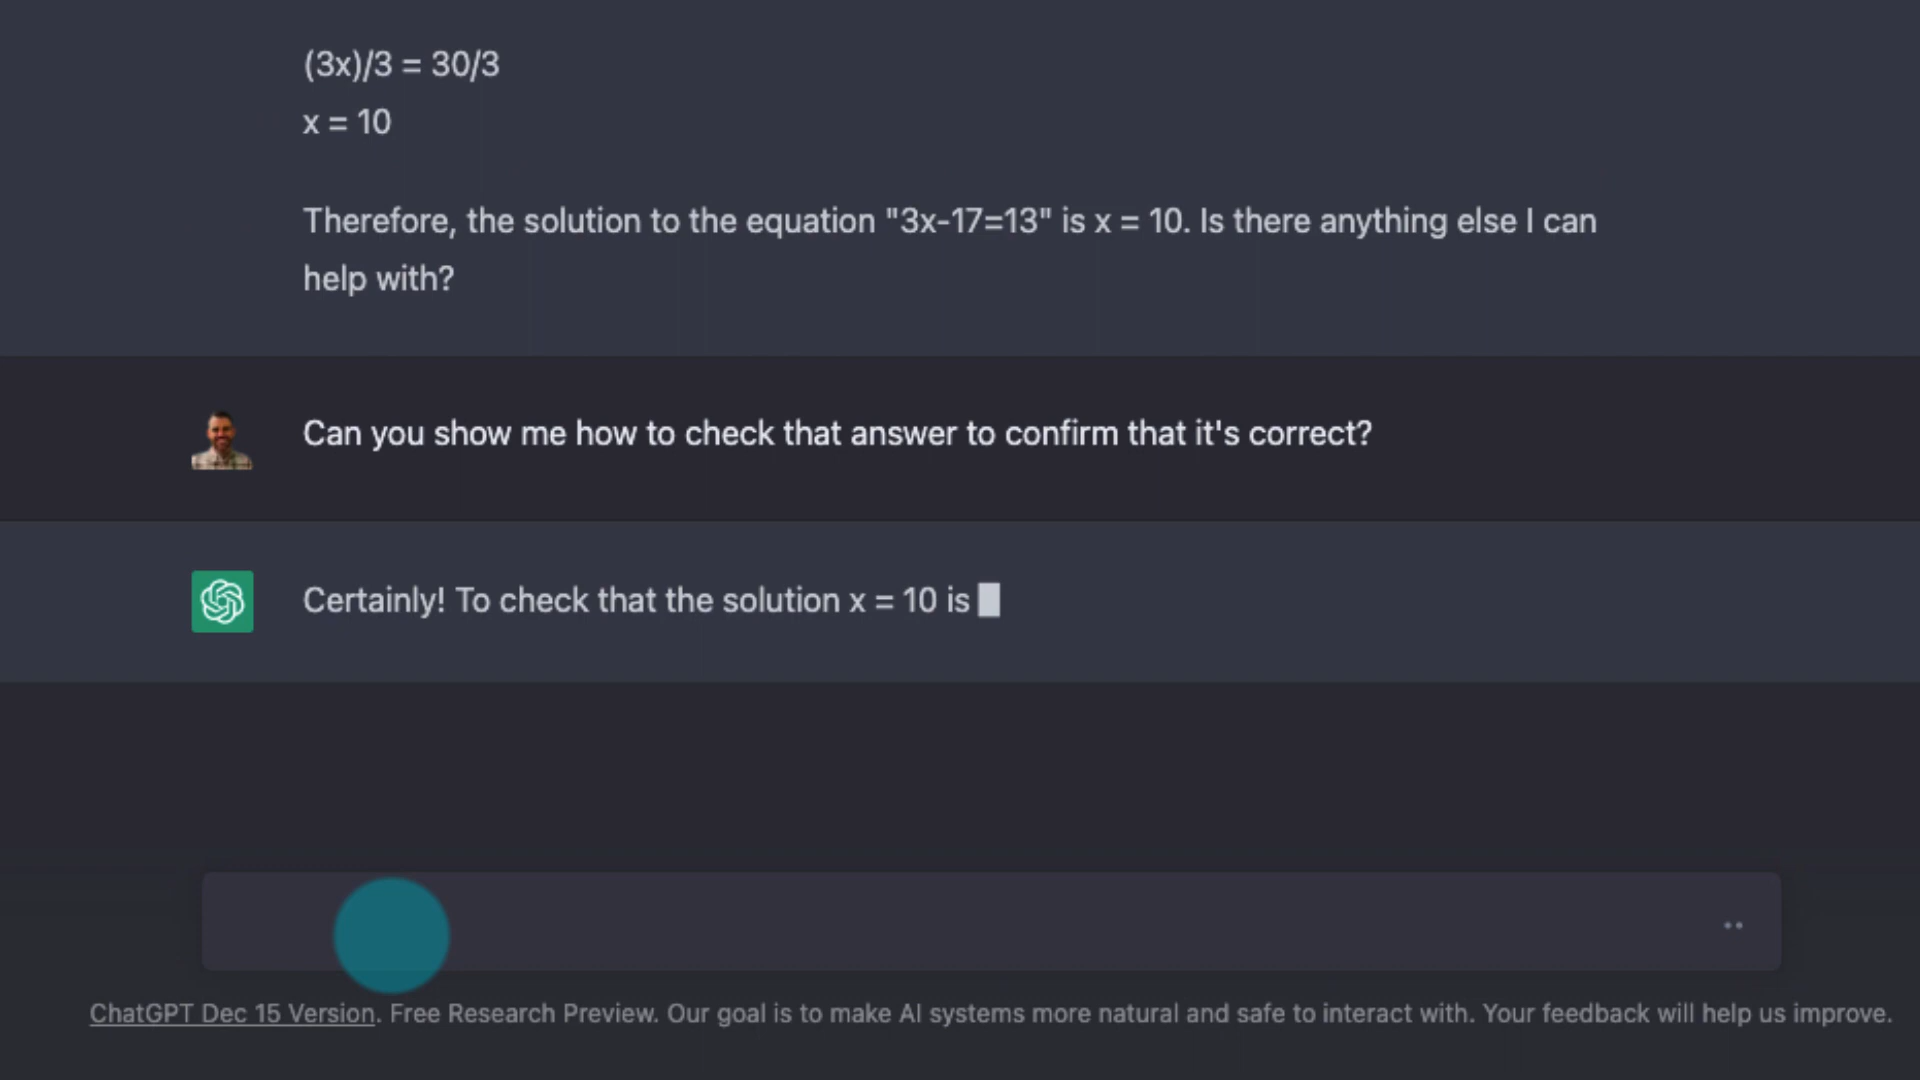 (3x)/3 = 30/3
x = 10
Therefore, the solution to the equation "3x-17=13" is x = 10. Is there anything else I can
help with?
Can you show me how to check that answer to confirm that it's correct?
Certainly! To check that the solution x = 10 is
ChatGPT Dec 15 Version. Free Research Preview. Our goal is to make AI systems more natural and safe to interact with. Your feedback will help us improve.